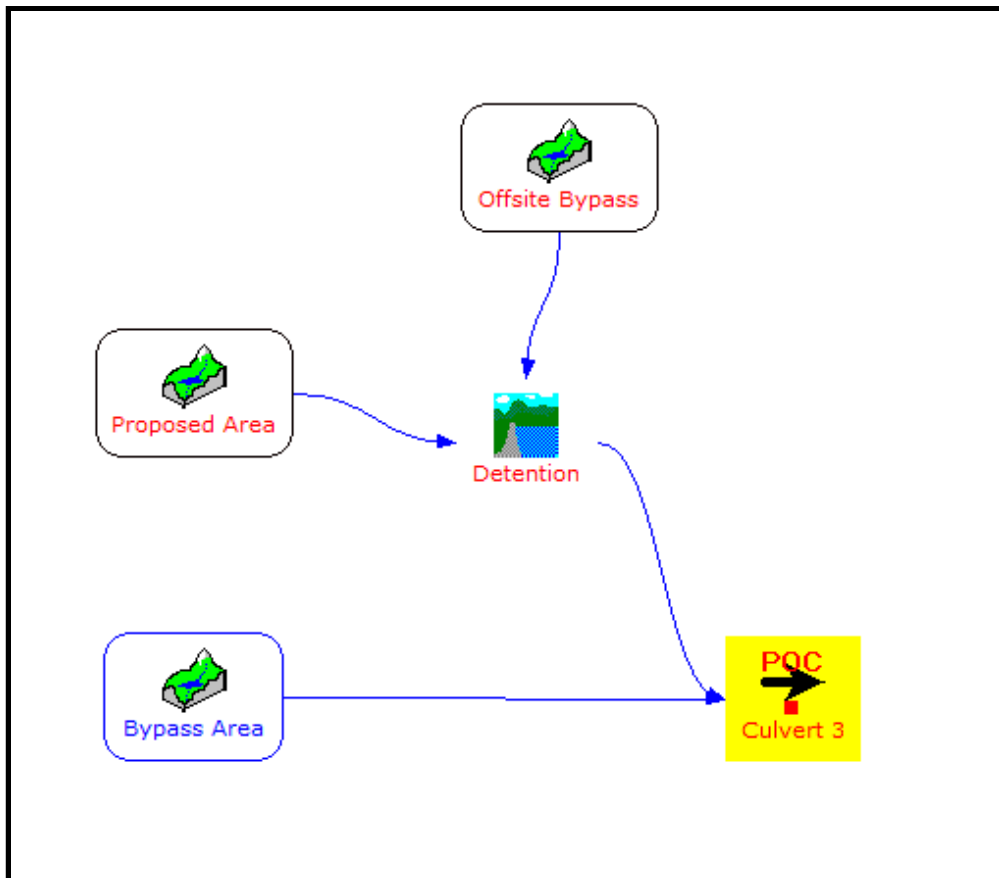 Offsite Bypass
Proposed Area
Detention
Bypass Area
POC
Culvert 3